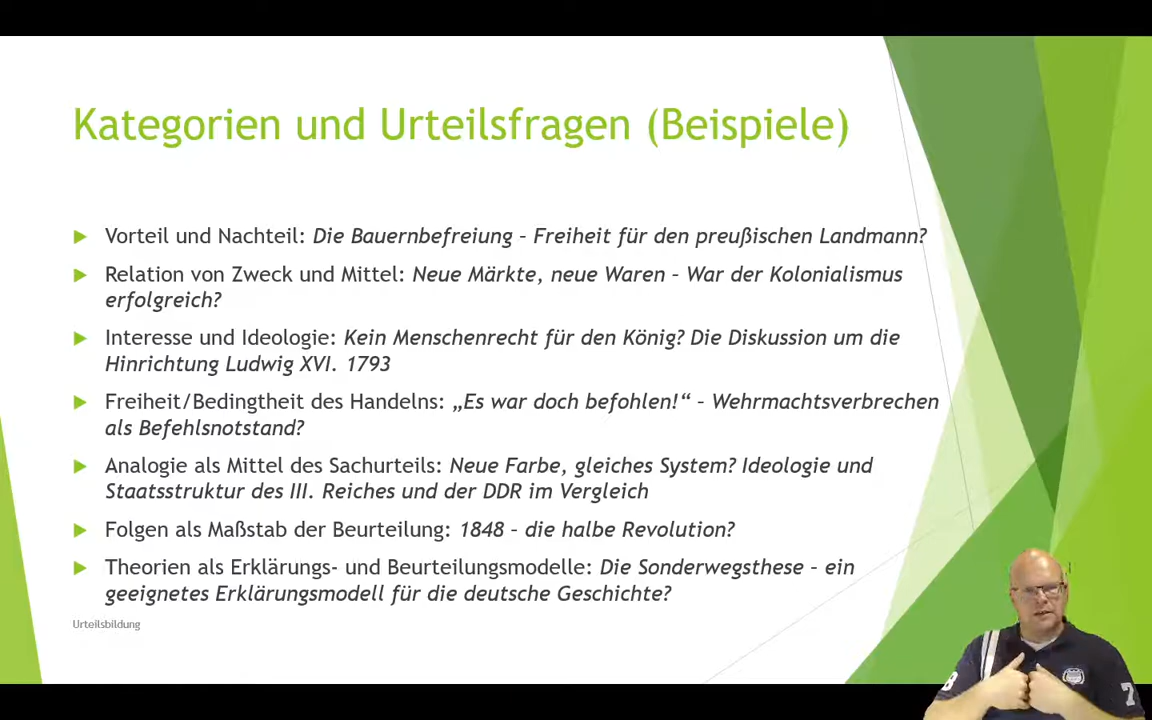 Kategorien und Urteilsfragen (Beispiele)
Vorteil und Nachteil: Die Bauernbefreiung – Freiheit für den preußischen Landmann?
Relation von Zweck und Mittel: Neue Märkte, neue Waren – War der Kolonialismus
erfolgreich?
Interesse und Ideologie: Kein Menschenrecht für den König? Die Diskussion um die
Hinrichtung Ludwig XVI. 1793
Freiheit/Bedingtheit des Handelns: „Es war doch befohlen!“ – Wehrmachtsverbrechen
als Befehlsnotstand?
Analogie als Mittel des Sachurteils: Neue Farbe, gleiches System? Ideologie und
Staatsstruktur des III. Reiches und der DDR im Vergleich
Folgen als Maßstab der Beurteilung: 1848 – die halbe Revolution?
Theorien als Erklärungs- und Beurteilungsmodelle: Die Sonderwegsthese – ein
geeignetes Erklärungsmodell für die deutsche Geschichte?
Urteilsbildung